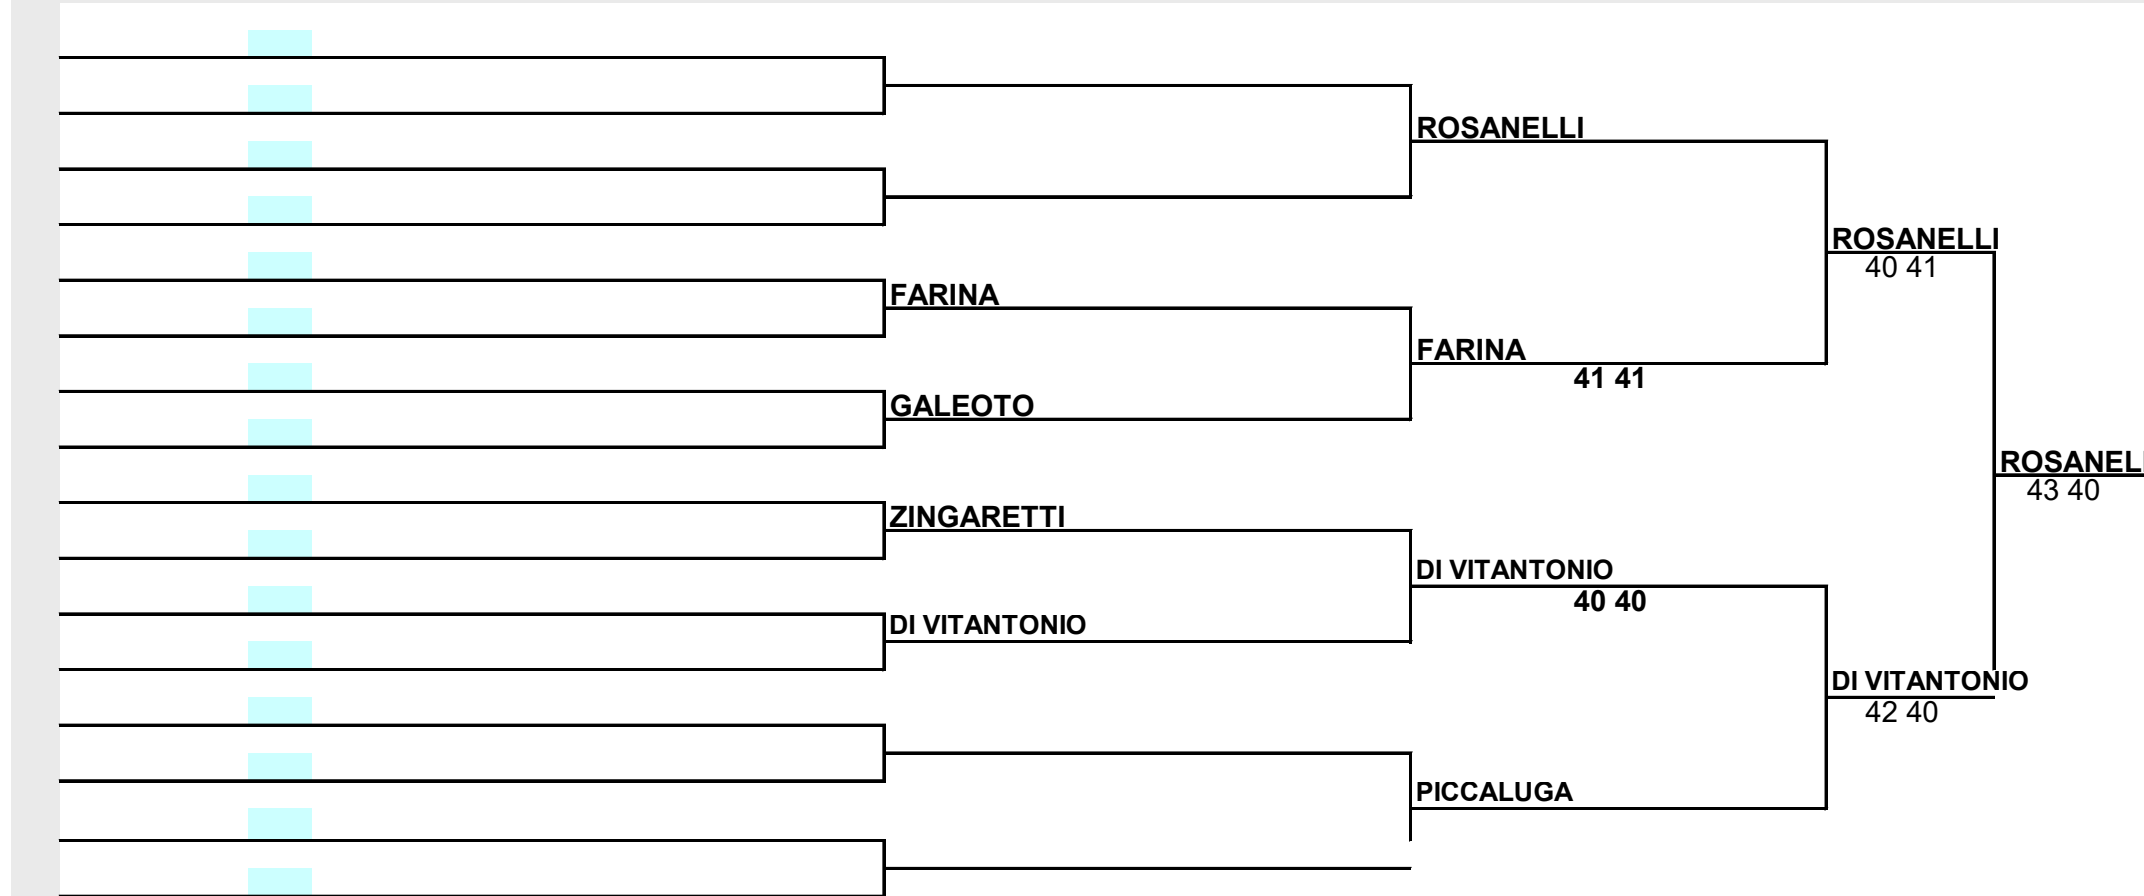 ROSANELLI
ROSANELLI
40 41
FARINA
FARINA
41 41
GALEOTO
ROSANEL
43 40
ZINGARETTI
DI VITANTONIO
40 40
DI VITANTONIO
DI VITANTONIO
42 40
PICCALUGA